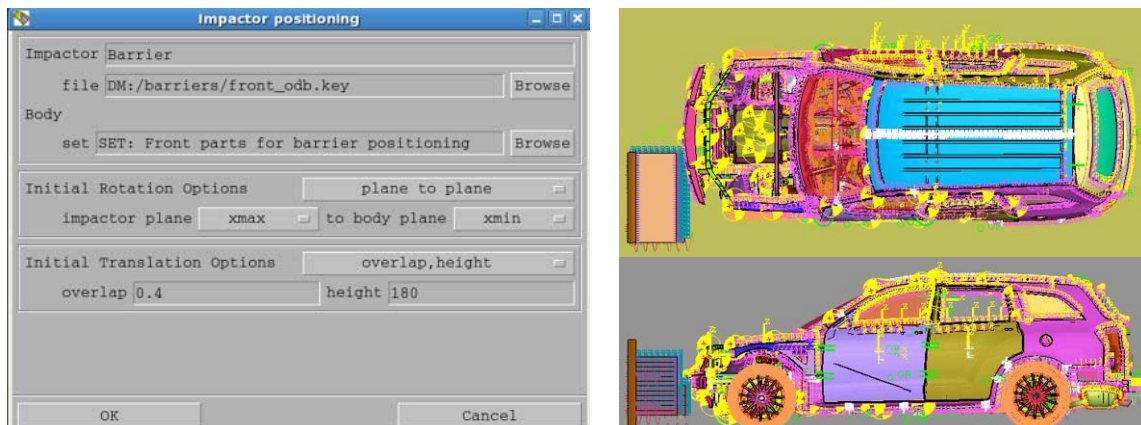 Impactor positioning
Impactor Barrier
file DM:/barriers/front_odb.key Browse
Body
set SET: Front parts for barrier positioning Browse
Initial Rotation Options plane to plane
impactor plane xmax to body plane xmin
Initial Translation Options overlap,height
overlap 0.4 height 180
OK Cancel